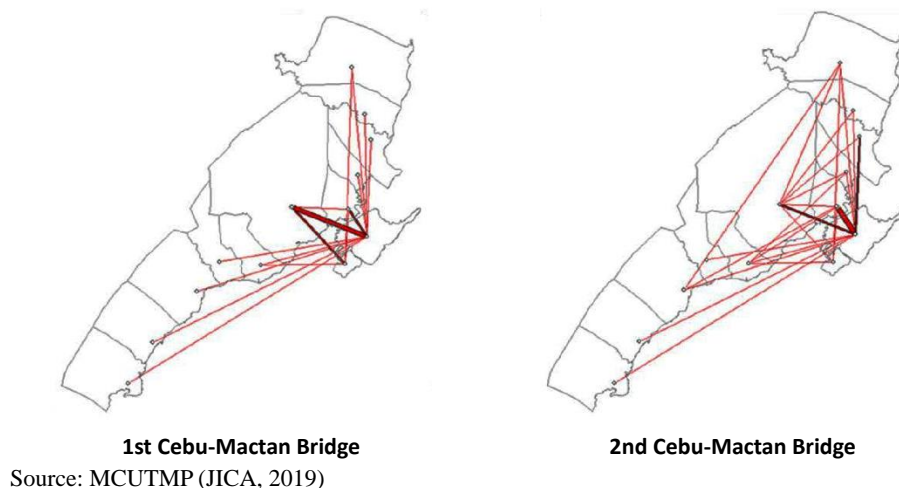 1st Cebu-Mactan Bridge
2nd Cebu-Mactan Bridge
Source: MCUTMP (JICA, 2019)